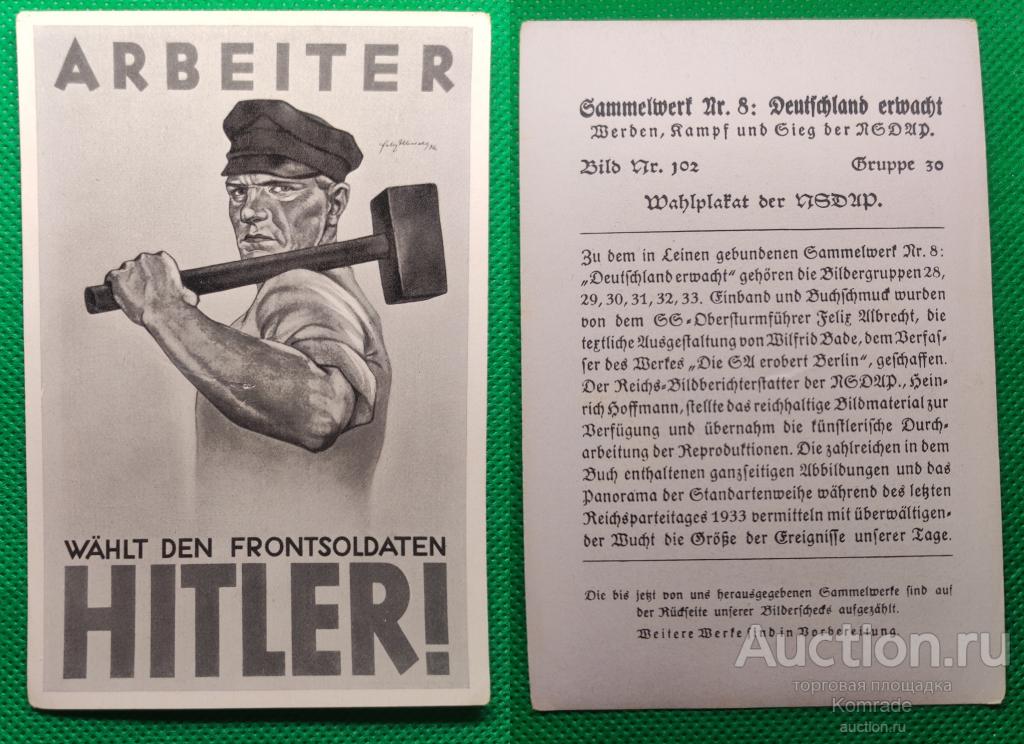 ARBEITER
WÄHLT DEN FRONTSOLDATEN
HITLER!
Sammelwerk Nr. 8: Deutschland erwacht
Werden, Kampf und Sieg der NSDAP.
Bild Nr. 102 Gruppe 30
Wahlplakat der NSDAP.
Zu dem in Leinen gebundenen Sammelwerk Nr. 8:
„Deutschland erwacht“ gehören die Bildergruppen 28,
29, 30, 31, 32, 33. Einband und Buchschmuck wurden
von dem SS-Obersturmführer Felix Albrecht, die
textliche Ausgestaltung von Wilfrid Bade, dem Verfas-
ser des Werkes „Die SA erobert Berlin“, geschaffen.
Der Reichs-Bildberichterstatter der NSDAP., Hein-
rich Hoffmann, stellte das reichhaltige Bildmaterial zur
Verfügung und übernahm die künstlerische Durch-
arbeitung der Reproduktionen. Die zahlreichen in dem
Buch enthaltenen ganzseitigen Abbildungen und das
Panorama der Standartenweihe während des letzten
Reichsparteitages 1933 vermitteln mit überwältigen-
der Wucht die Größe der Ereignisse unserer Tage.
Die bis jetzt von uns herausgegebenen Sammelwerke sind auf
der Rückseite unserer Bilderschecks aufgezählt.
Weitere Werke sind in Vorbereitung.
Auction.ru
торговая площадка
Komrade
auction.ru